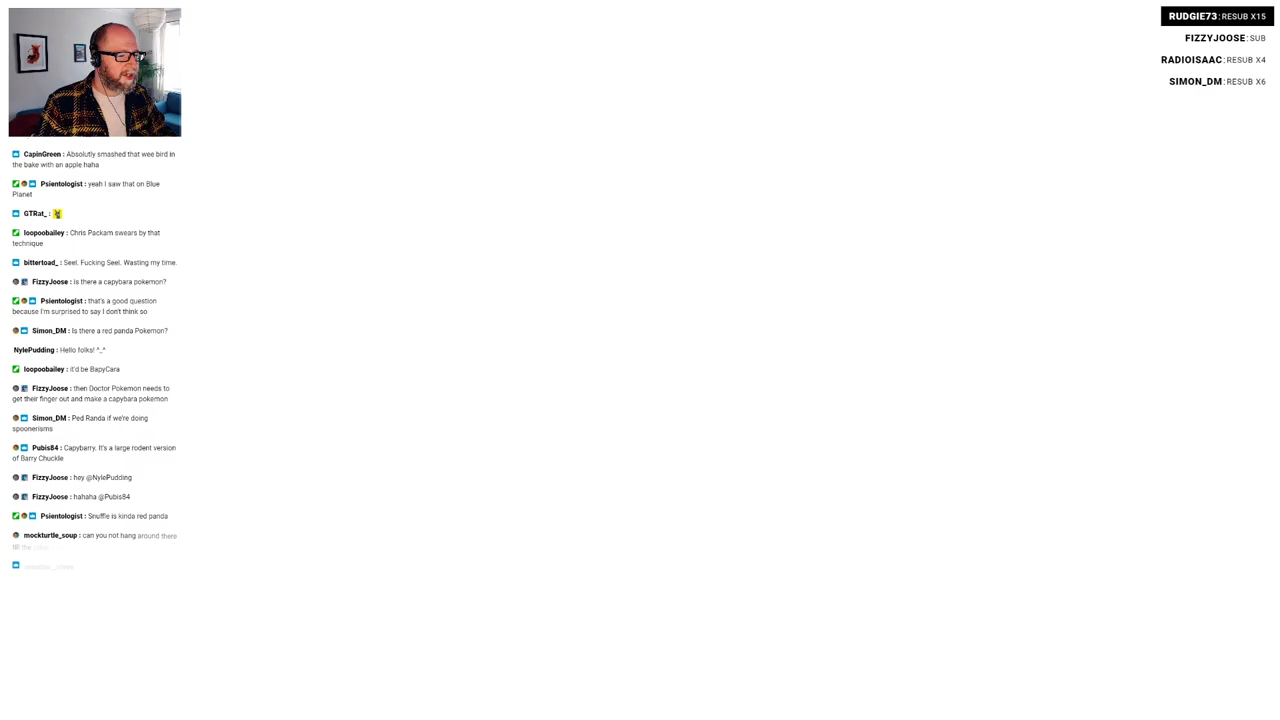 RUDGIE73: RESUB X15
FIZZYJOOSE: SUB
RADIOISAAC: RESUB X4
SIMON_DM: RESUB X6
CapinGreen : Absolutly smashed that wee bird in
the bake with an apple haha
Psientologist : yeah I saw that on Blue
Planet
GTRat_ :
loopoobailey : Chris Packam swears by that
technique
bittertoad_ : Seel. Fucking Seel. Wasting my time.
FizzyJoose : is there a capybara pokemon?
Psientologist : that's a good question
because I'm surprised to say I don't think so
Simon_DM : Is there a red panda Pokemon?
NylePudding : Hello folks! ^_^
loopoobailey : it'd be BapyCara
FizzyJoose : then Doctor Pokemon needs to
get their finger out and make a capybara pokemon
Simon_DM : Ped Randa if we're doing
spoonerisms
Pubis84 : Capybarry. It's a large rodent version
of Barry Chuckle
FizzyJoose : hey @NylePudding
FizzyJoose : hahaha @Pubis84
Psientologist : Snuffle is kinda red panda
mockturtle_soup : can you not hang around there
till the